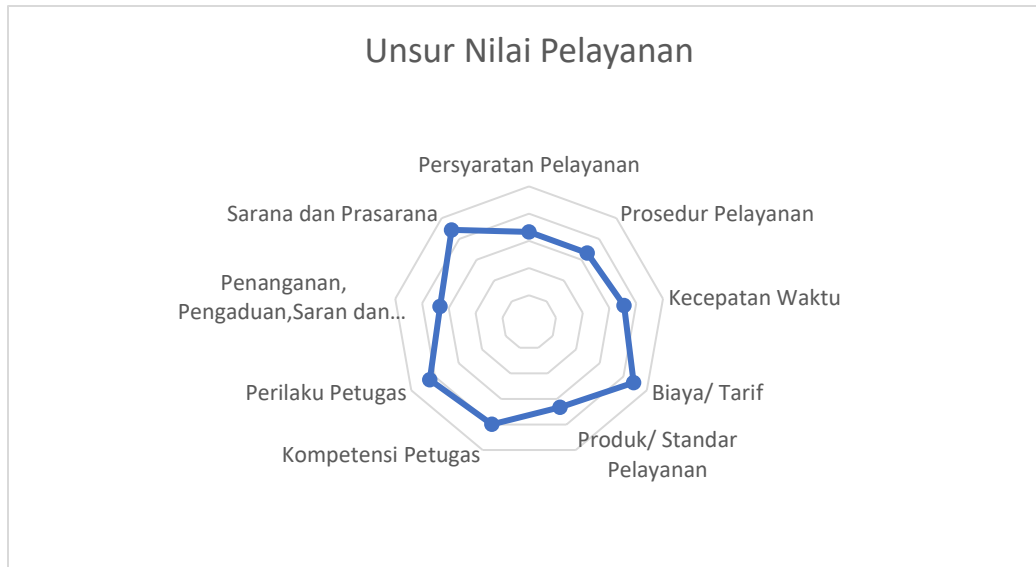 Unsur Nilai Pelayanan
Persyaratan Pelayanan
Prosedur Pelayanan
Kecepatan Waktu
Biaya/ Tarif
Produk/ Standar
Pelayanan
Kompetensi Petugas
Perilaku Petugas
Penanganan,
Pengaduan,Saran dan...
Sarana dan Prasarana